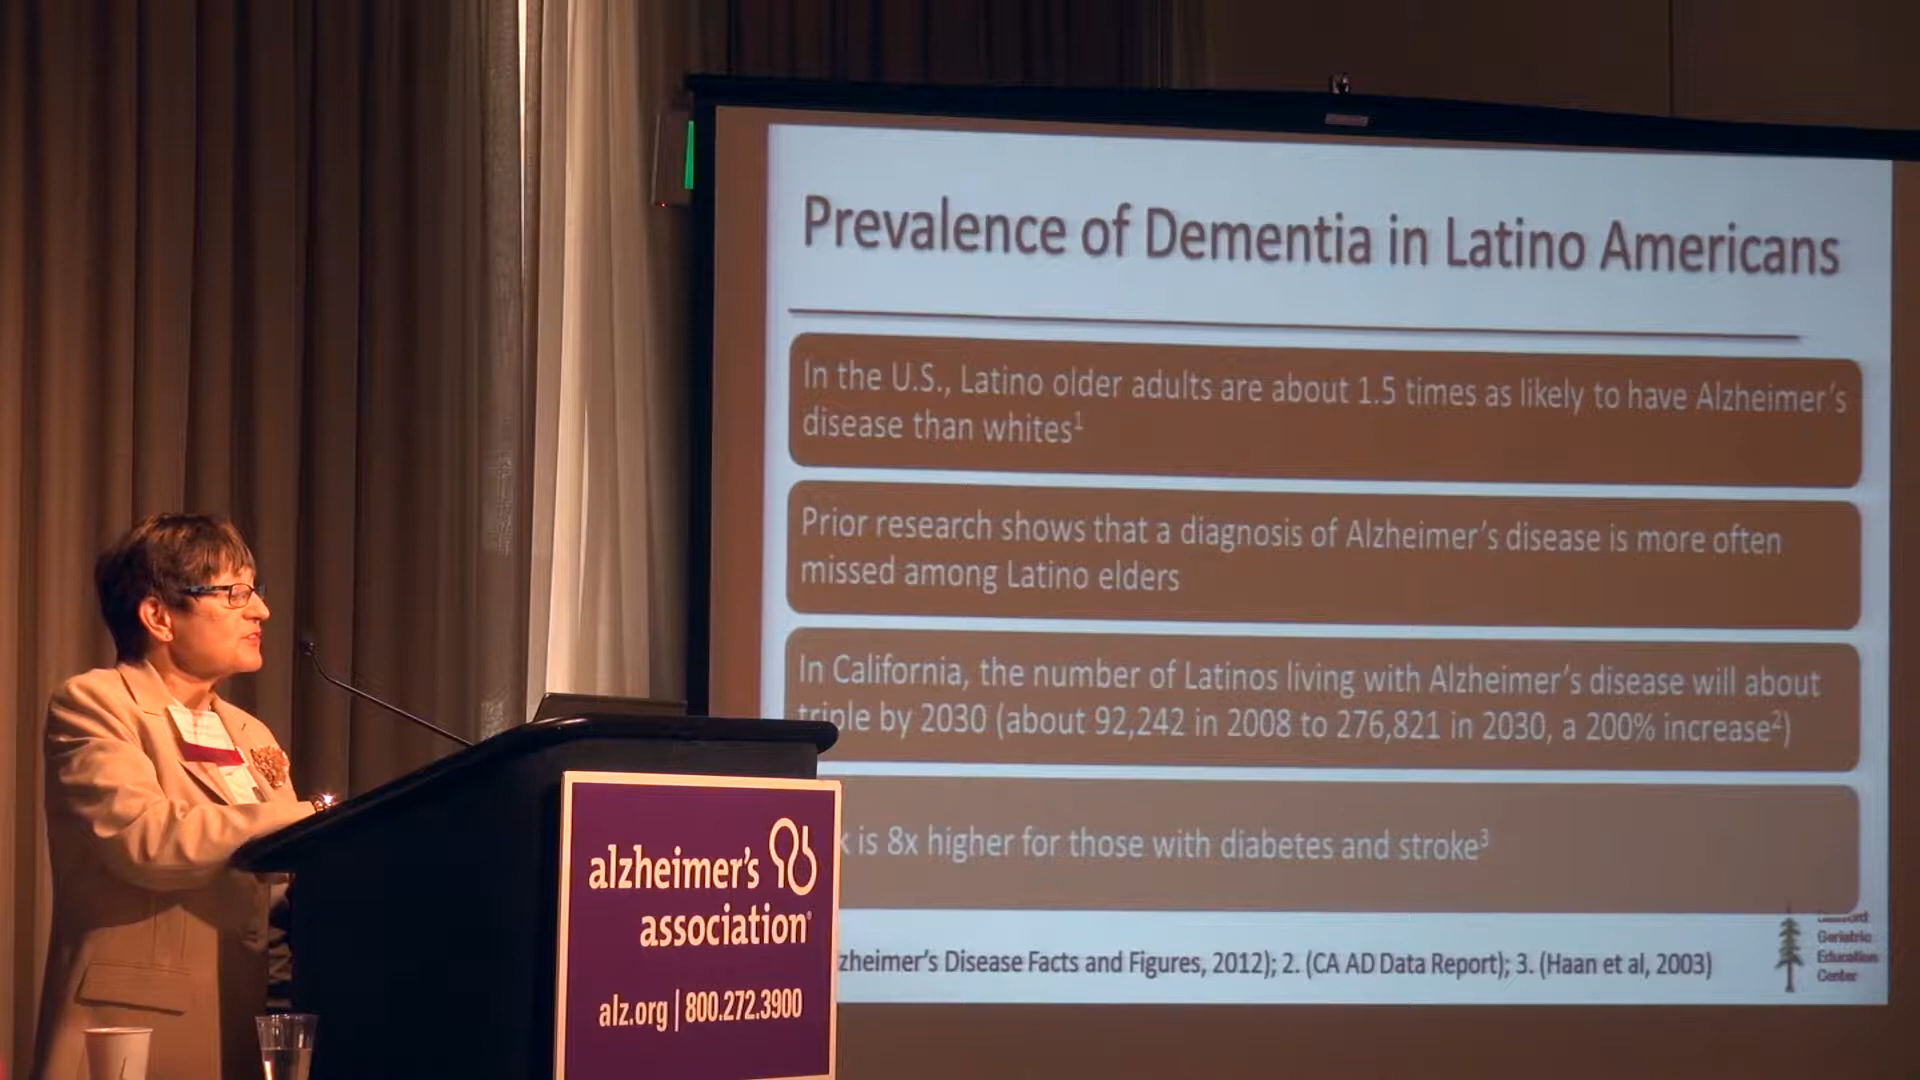 Prevalence of Dementia in Latino Americans
In the U.S., Latino older adults are about 1.5 times as likely to have Alzheimer's
disease than whites¹
Prior research shows that a diagnosis of Alzheimer's disease is more often
missed among Latino elders
In California, the number of Latinos living with Alzheimer's disease will about
triple by 2030 (about 92,242 in 2008 to 276,821 in 2030, a 200% increase²)
is 8x higher for those with diabetes and stroke³
Disease Facts and Figures, 2012); 2. (CA AD Data Report); 3. (Haan et al, 2003)
Geriatric
Education
Center
alzheimer's
association®
alz.org | 800.272.3900